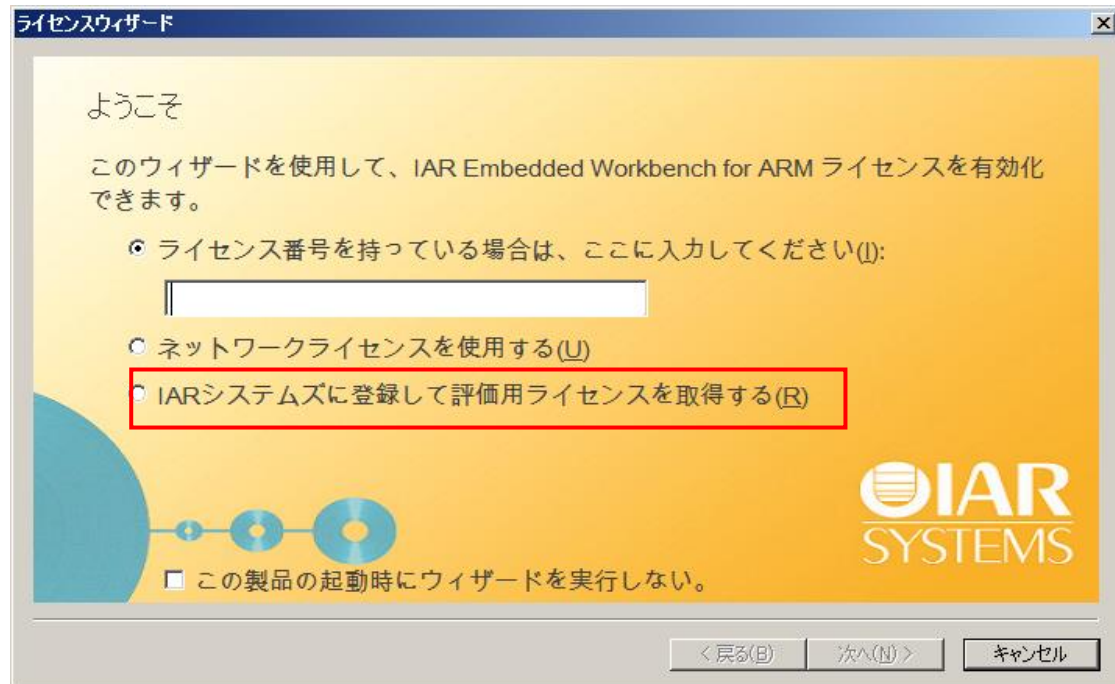 ライセンスウィザード
ようこそ
このウィザードを使用して、IAR Embedded Workbench for ARM ライセンスを有効化
できます。
ライセンス番号を持っている場合は、ここに入力してください(I):
ネットワークライセンスを使用する(U)
IARシステムズに登録して評価用ライセンスを取得する(R)
IAR
SYSTEMS
この製品の起動時にウィザードを実行しない。
< 戻る(B)
次へ(N) >
キャンセル